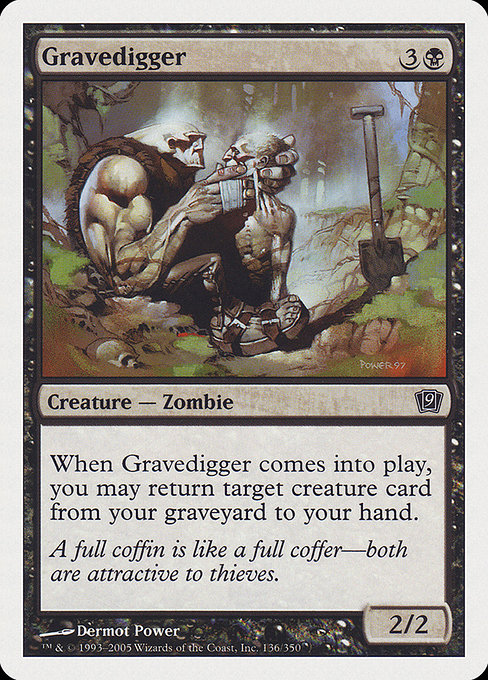 Gravedigger 3
POWER97
Creature — Zombie 9
When Gravedigger comes into play,
you may return target creature card
from your graveyard to your hand.
A full coffin is like a full coffer—both
are attractive to thieves.
Dermot Power
2/2
™ & © 1993–2005 Wizards of the Coast, Inc. 136/350